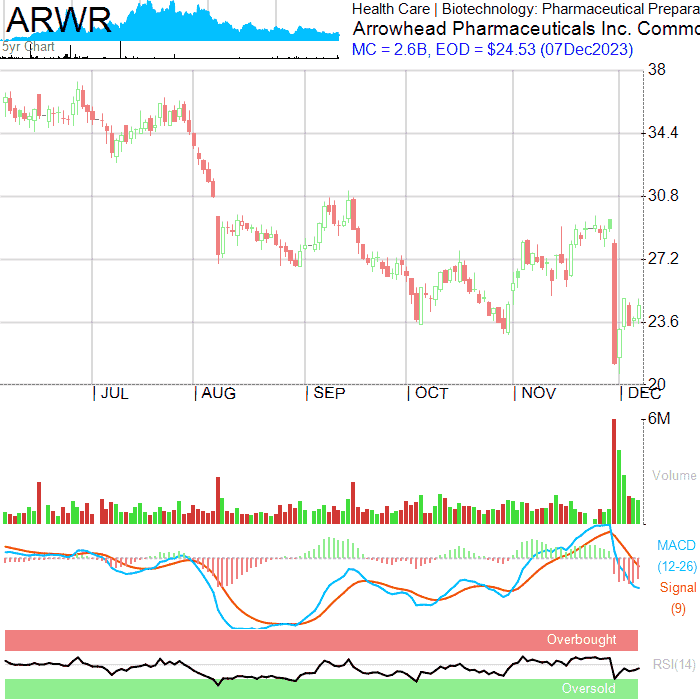 ARWR
5yr Chart
Health Care | Biotechnology: Pharmaceutical Prepara
Arrowhead Pharmaceuticals Inc. Commo
MC = 2.6B, EOD = $24.53 (07Dec2023)
38
34.4
30.8
27.2
23.6
20
JUL AUG SEP OCT NOV DEC
6M
Volume
MACD
(12-26)
Signal
(9)
Overbought
RSI(14)
Oversold